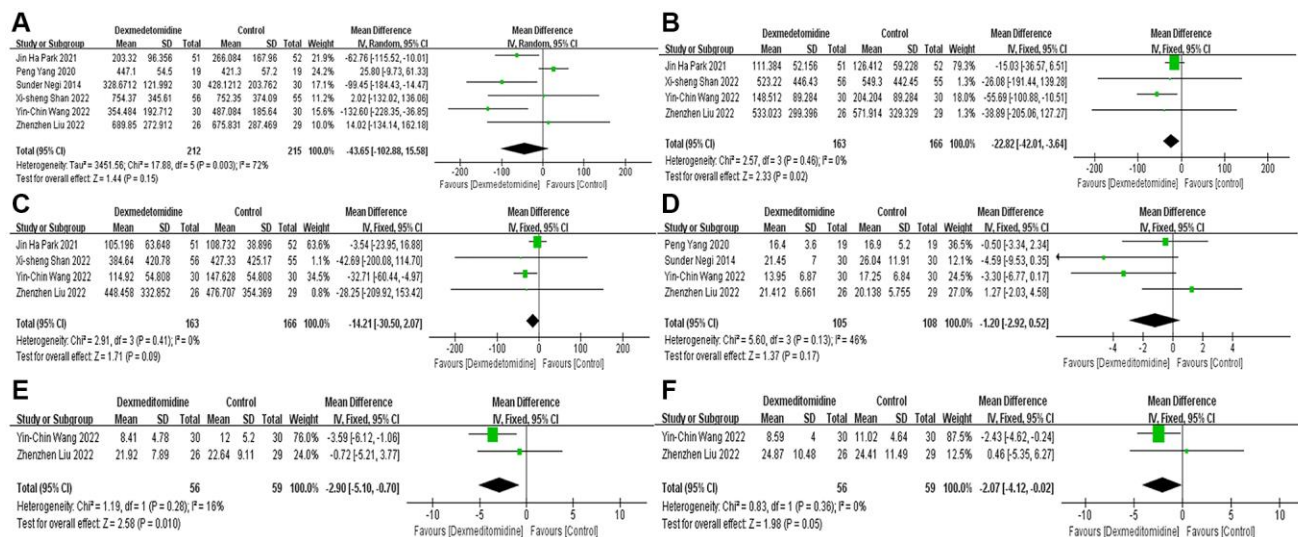 A
Dexmedetomidine Control Mean Difference Mean Difference
Study or Subgroup Mean SD Total Mean SD Total Weight IV, Random, 95% CI IV, Random, 95% CI
Jin Ha Park 2021 203.32 96.356 51 266.084 167.96 52 21.9% -62.76 [-115.52, -10.01]
Peng Yang 2020 447.1 54.5 19 421.3 57.2 19 24.2% 25.80 [-9.73, 61.33]
Sunder Negi 2014 328.6712 121.992 30 428.1212 203.762 30 17.5% -99.45 [-184.43, -14.47]
Xi-sheng Shan 2022 754.37 345.61 56 752.35 374.09 55 12.2% 2.02 [-132.02, 136.06]
Yin-Chin Wang 2022 354.484 192.712 30 487.084 185.64 30 15.6% -132.60 [-228.35, -36.85]
Zhenzhen Liu 2022 689.85 272.912 26 675.831 287.469 29 10.7% 14.02 [-134.14, 162.18]
Total (95% CI) 212 215 100.0% -43.65 [-102.88, 15.58]
Heterogeneity: Tau² = 3451.56; Chi² = 17.88, df = 5 (P = 0.003); I² = 72%
Test for overall effect: Z = 1.44 (P = 0.15)
-200 -100 0 100 200
Favours [Dexmedetomidine] Favours [Control]
B
Dexmedetomidine Control Mean Difference Mean Difference
Study or Subgroup Mean SD Total Mean SD Total Weight IV, Fixed, 95% CI IV, Fixed, 95% CI
Jin Ha Park 2021 111.384 52.156 51 126.412 59.228 52 79.3% -15.03 [-36.57, 6.51]
Xi-sheng Shan 2022 523.22 446.43 56 549.3 442.45 55 -26.08 [-191.44, 139.28]
Yin-Chin Wang 2022 148.512 89.284 30 204.204 89.284 30 18.0% -55.69 [-100.88, -10.51]
Zhenzhen Liu 2022 533.023 299.396 26 571.914 329.329 29 1.3% -38.89 [-205.06, 127.27]
Total (95% CI) 163 166 100.0% -22.82 [-42.01, -3.64]
Heterogeneity: Chi² = 2.57, df = 3 (P = 0.46); I² = 0%
Test for overall effect: Z = 2.33 (P = 0.02)
-200 -100 0 100 200
Favours [Dexmedetomidine] Favours [Control]
C
Dexmedetomidine Control Mean Difference Mean Difference
Study or Subgroup Mean SD Total Mean SD Total Weight IV, Fixed, 95% CI IV, Fixed, 95% CI
Jin Ha Park 2021 105.196 63.648 51 108.732 38.896 52 63.6% -3.54 [-23.95, 16.88]
Xi-sheng Shan 2022 384.64 420.78 56 427.33 425.17 55 -42.69 [-200.08, 114.70]
Yin-Chin Wang 2022 114.92 54.808 30 147.628 54.808 30 34.5% -32.71 [-60.44, -4.97]
Zhenzhen Liu 2022 448.458 332.852 26 476.707 354.369 29 0.8% -28.25 [-209.92, 153.42]
Total (95% CI) 163 166 100.0% -14.21 [-30.50, 2.07]
Heterogeneity: Chi² = 2.91, df = 3 (P = 0.41); I² = 0%
Test for overall effect: Z = 1.71 (P = 0.09)
-200 -100 0 100 200
Favours [Dexmedetomidine] Favours [Control]
D
Dexmeditomidine Control Mean Difference Mean Difference
Study or Subgroup Mean SD Total Mean SD Total Weight IV, Fixed, 95% CI IV, Fixed, 95% CI
Peng Yang 2020 16.4 3.6 19 16.9 5.2 19 36.5% -0.50 [-3.34, 2.34]
Sunder Negi 2014 21.45 7 30 26.04 11.91 30 12.1% -4.59 [-9.53, 0.35]
Yin-Chin Wang 2022 13.95 6.87 30 17.25 6.84 30 24.5% -3.30 [-6.77, 0.17]
Zhenzhen Liu 2022 21.412 6.661 26 20.138 5.755 29 27.0% 1.27 [-2.03, 4.58]
Total (95% CI) 105 108 100.0% -1.20 [-2.92, 0.52]
Heterogeneity: Chi² = 5.60, df = 3 (P = 0.13); I² = 46%
Test for overall effect: Z = 1.37 (P = 0.17)
-4 -2 0 2 4
Favours [Dexmeditomidine] Favours [Control]
E
Dexmeditomidine Control Mean Difference Mean Difference
Study or Subgroup Mean SD Total Mean SD Total Weight IV, Fixed, 95% CI IV, Fixed, 95% CI
Yin-Chin Wang 2022 8.41 4.78 30 12 5.2 30 76.0% -3.59 [-6.12, -1.06]
Zhenzhen Liu 2022 21.92 7.89 26 22.64 9.11 29 24.0% -0.72 [-5.21, 3.77]
Total (95% CI) 56 59 100.0% -2.90 [-5.10, -0.70]
Heterogeneity: Chi² = 1.19, df = 1 (P = 0.28); I² = 16%
Test for overall effect: Z = 2.58 (P = 0.010)
-10 -5 0 5 10
Favours [Dexmeditomidine] Favours [Control]
F
Dexmeditomidine Control Mean Difference Mean Difference
Study or Subgroup Mean SD Total Mean SD Total Weight IV, Fixed, 95% CI IV, Fixed, 95% CI
Yin-Chin Wang 2022 8.59 4 30 11.02 4.64 30 87.5% -2.43 [-4.62, -0.24]
Zhenzhen Liu 2022 24.87 10.48 26 24.41 11.49 29 12.5% 0.46 [-5.35, 6.27]
Total (95% CI) 56 59 100.0% -2.07 [-4.12, -0.02]
Heterogeneity: Chi² = 0.83, df = 1 (P = 0.36); I² = 0%
Test for overall effect: Z = 1.98 (P = 0.05)
-10 -5 0 5 10
Favours [Dexmeditomidine] Favours [Control]